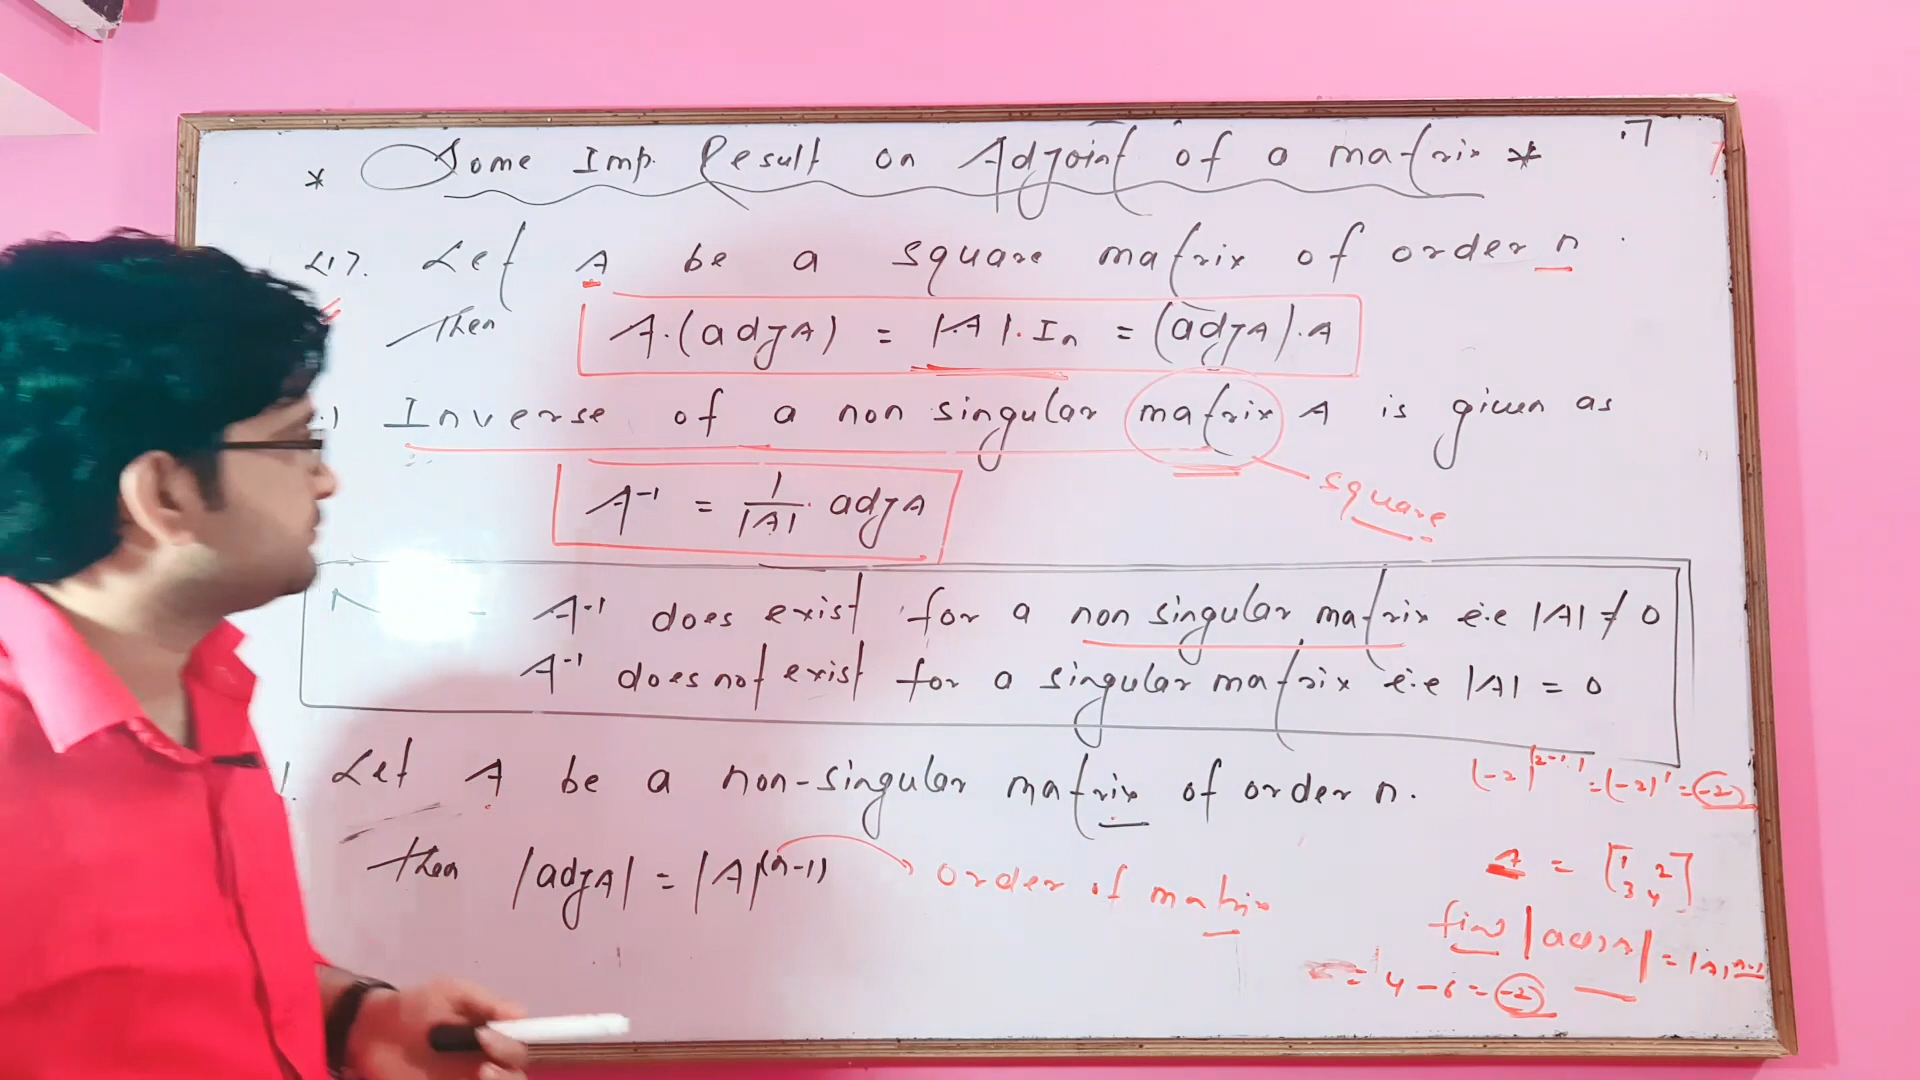 * Some Imp. Result on Adjoint of a matrix *
<1>. Let A be a square matrix of order n.
then A.(adjA) = |A|.In = (adjA).A
Inverse of a non singular matrix A is given as
A⁻¹ = 1/|A| . adjA
square
A⁻¹ does exist for a non singular matrix i.e |A| ≠ 0
A⁻¹ does not exist for a singular matrix i.e |A| = 0
Let A be a non-singular matrix of order n.
(-2)²⁻¹ = (-2)¹ = -2
then |adjA| = |A|⁽ⁿ⁻¹⁾
order of matrix
A = [1 2
3 4]
find |adjA| = |A|ⁿ⁻¹
= 4 - 6 = -2